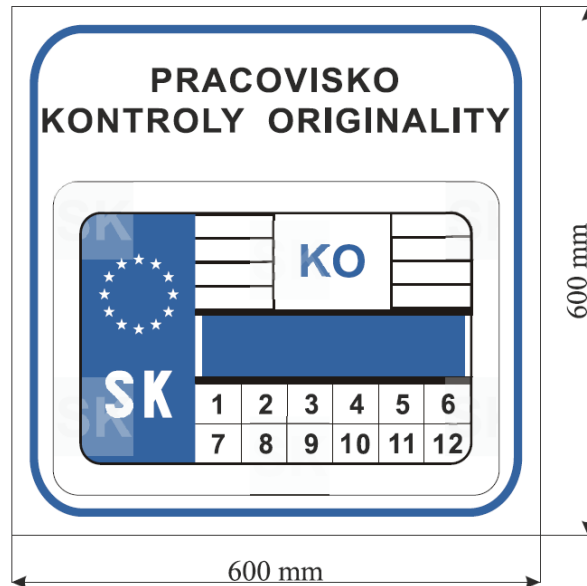 PRACOVISKO
KONTROLY ORIGINALITY
KO
SK
1 2 3 4 5 6
7 8 9 10 11 12
600 mm
600 mm